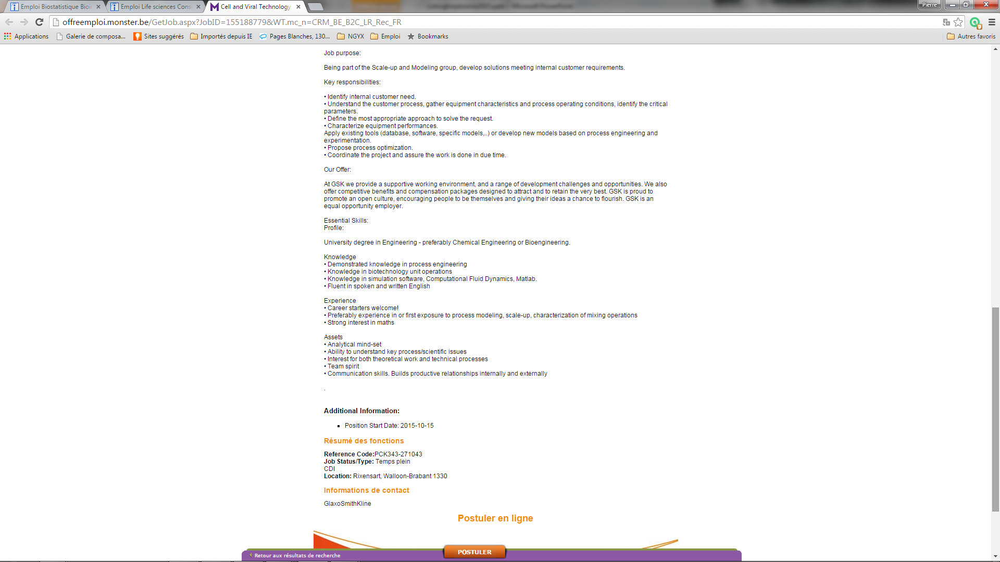 Emploi Biostatistique Bioi
Emploi Life sciences Cons
Cell and Viral Technology
Pierre
offreemploi.monster.be/GetJob.aspx?JobID=155188779&WT.mc_n=CRM_BE_B2C_LR_Rec_FR
Applications
Galerie de composa...
Sites suggérés
Importés depuis IE
Pages Blanches, 130...
NGYX
Emploi
Bookmarks
Autres favoris
Job purpose:
Being part of the Scale-up and Modeling group, develop solutions meeting internal customer requirements.
Key responsibilities:
• Identify internal customer need.
• Understand the customer process, gather equipment characteristics and process operating conditions, identify the critical
parameters.
• Define the most appropriate approach to solve the request.
• Characterize equipment performances.
Apply existing tools (database, software, specific models,..) or develop new models based on process engineering and
experimentation.
• Propose process optimization.
• Coordinate the project and assure the work is done in due time.
Our Offer:
At GSK we provide a supportive working environment, and a range of development challenges and opportunities. We also
offer competitive benefits and compensation packages designed to attract and to retain the very best. GSK is proud to
promote an open culture, encouraging people to be themselves and giving their ideas a chance to flourish. GSK is an
equal opportunity employer.
Essential Skills:
Profile:
University degree in Engineering - preferably Chemical Engineering or Bioengineering.
Knowledge
• Demonstrated knowledge in process engineering
• Knowledge in biotechnology unit operations
• Knowledge in simulation software, Computational Fluid Dynamics, Matlab.
• Fluent in spoken and written English
Experience
• Career starters welcome!
• Preferably experience in or first exposure to process modeling, scale-up, characterization of mixing operations
• Strong interest in maths
Assets
• Analytical mind-set
• Ability to understand key process/scientific issues
• Interest for both theoretical work and technical processes
• Team spirit
• Communication skills. Builds productive relationships internally and externally
.
Additional Information:
▪ Position Start Date: 2015-10-15
Résumé des fonctions
Reference Code:PCK343-271043
Job Status/Type: Temps plein
CDI
Location: Rixensart, Walloon-Brabant 1330
Informations de contact
GlaxoSmithKline
Postuler en ligne
Retour aux résultats de recherche
POSTULER